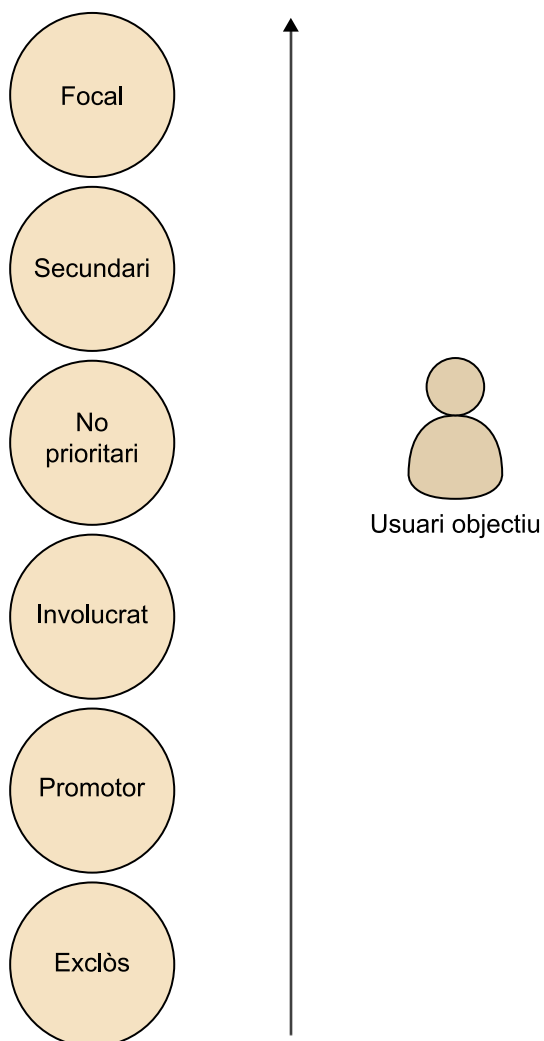 Focal
Secundari
No
prioritari
Usuari objectiu
Involucrat
Promotor
Exclòs